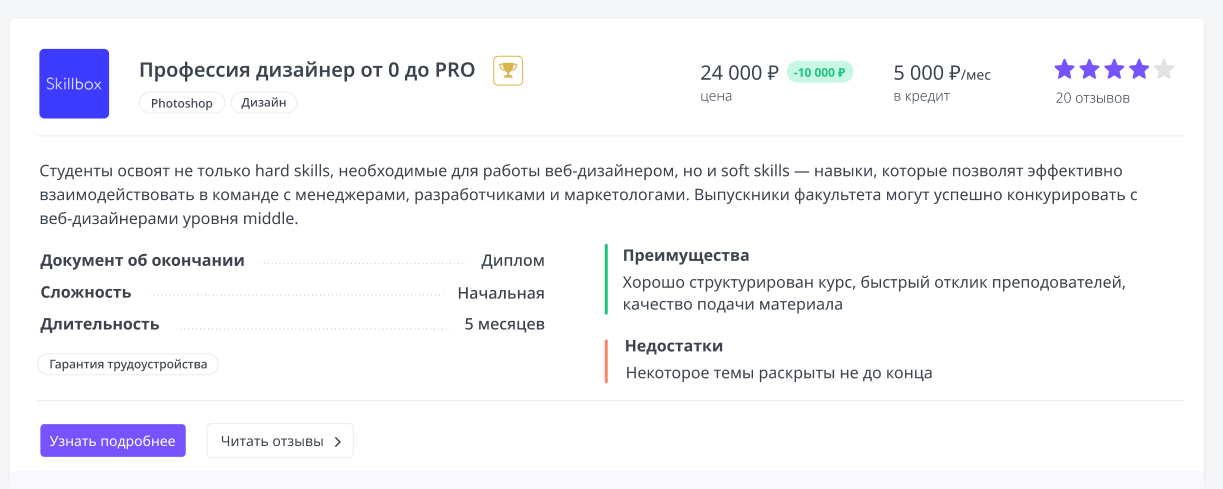 Skillbox
Профессия дизайнер от 0 до PRO
Photoshop
Дизайн
24 000 ₽
-10 000 ₽
цена
5 000 ₽/мес
в кредит
20 отзывов
Студенты освоят не только hard skills, необходимые для работы веб-дизайнером, но и soft skills — навыки, которые позволят эффективно
взаимодействовать в команде с менеджерами, разработчиками и маркетологами. Выпускники факультета могут успешно конкурировать с
веб-дизайнерами уровня middle.
Документ об окончании Диплом
Сложность Начальная
Длительность 5 месяцев
Гарантия трудоустройства
Преимущества
Хорошо структурирован курс, быстрый отклик преподователей,
качество подачи материала
Недостатки
Некоторое темы раскрыты не до конца
Узнать подробнее
Читать отзывы